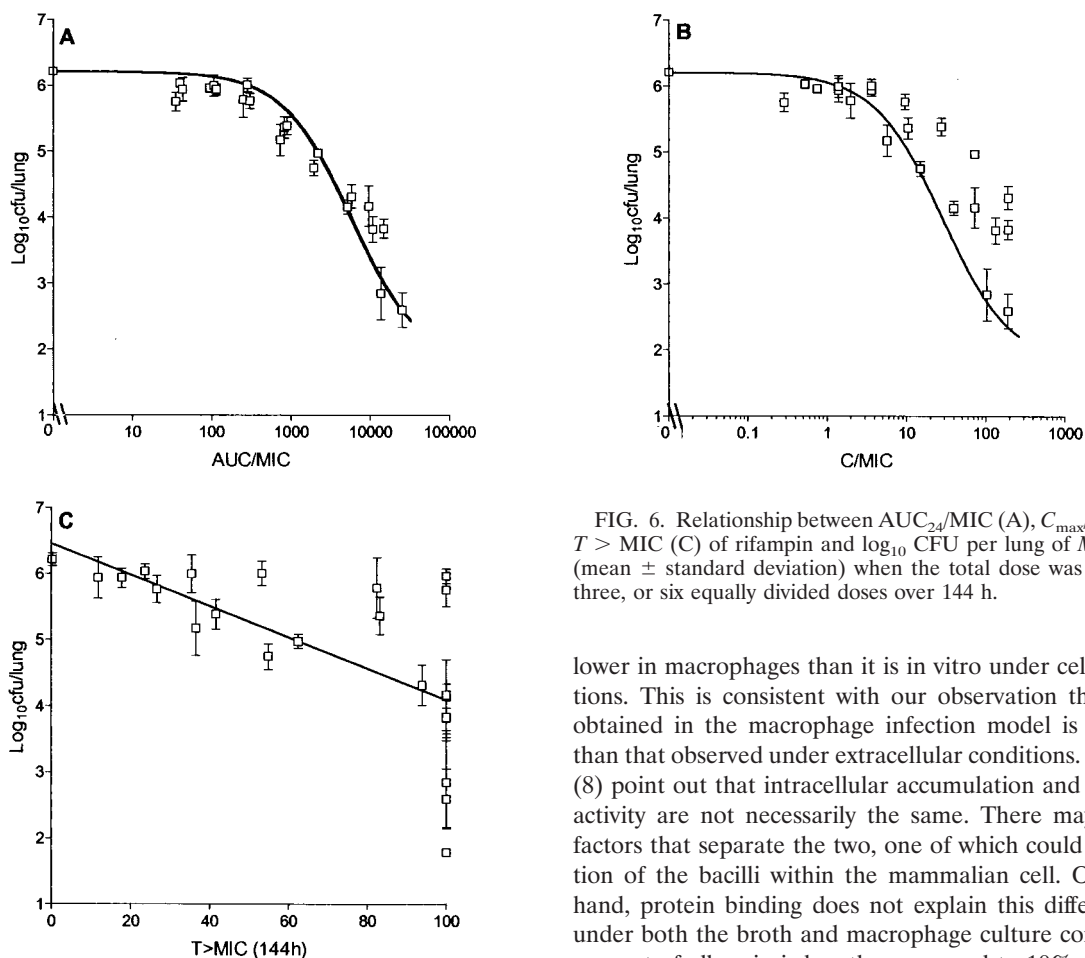 A
7
6
5
4
3
2
1
Log10cfu/lung
0 10 100 1000 10000 100000
AUC/MIC
B
7
6
5
4
3
2
1
Log10cfu/lung
0 0.1 1 10 100 1000
C/MIC
C
7
6
5
4
3
2
1
Log10cfu/lung
0 20 40 60 80 100
T>MIC (144h)
FIG. 6. Relationship between AUC24/MIC (A), Cmax
T > MIC (C) of rifampin and log10 CFU per lung of M
(mean ± standard deviation) when the total dose was
three, or six equally divided doses over 144 h.
lower in macrophages than it is in vitro under cel
tions. This is consistent with our observation th
obtained in the macrophage infection model is
than that observed under extracellular conditions.
(8) point out that intracellular accumulation and
activity are not necessarily the same. There may
factors that separate the two, one of which could
tion of the bacilli within the mammalian cell. O
hand, protein binding does not explain this diffe
under both the broth and macrophage culture co